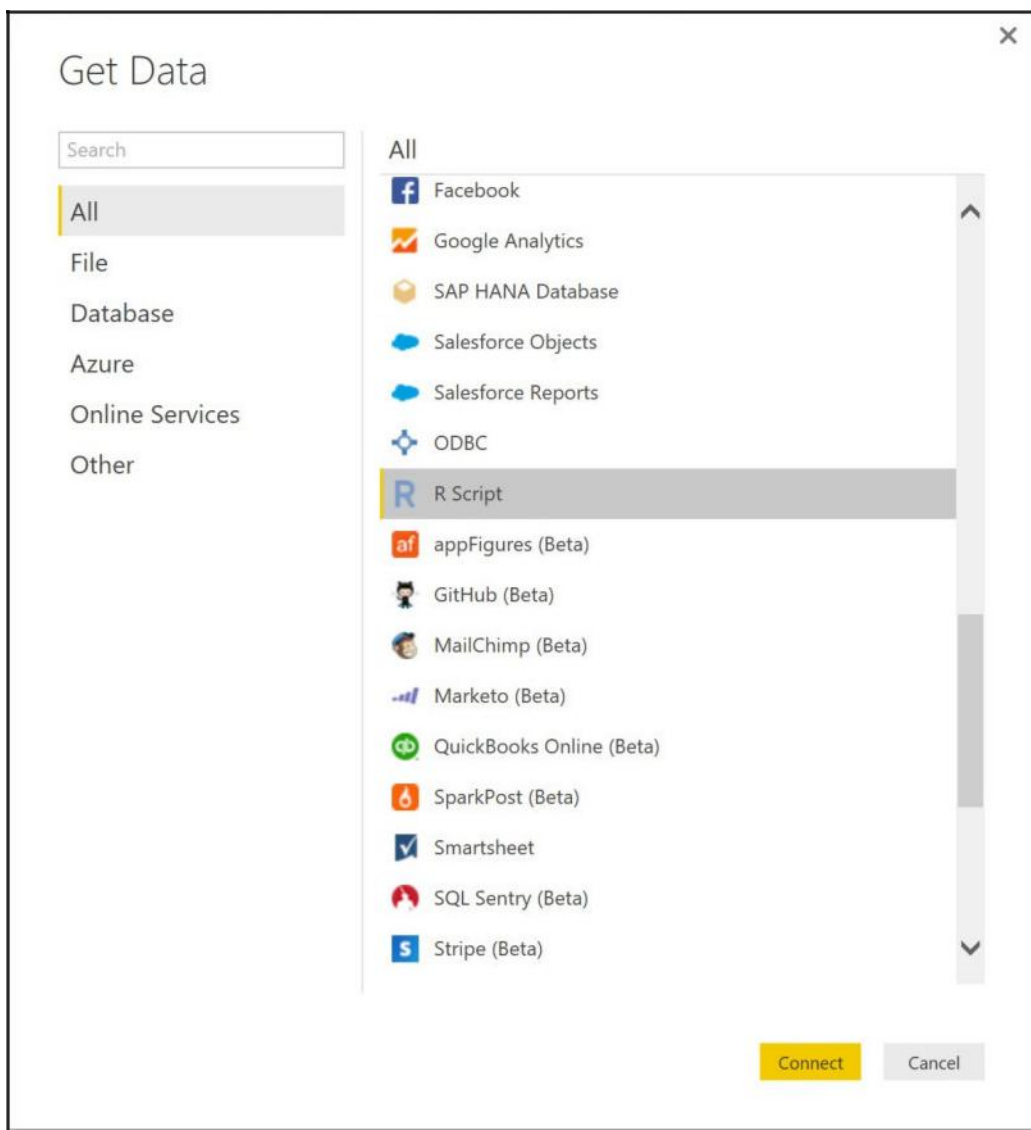 Get Data
Search
All
File
Database
Azure
Online Services
Other
All
Facebook
Google Analytics
SAP HANA Database
Salesforce Objects
Salesforce Reports
ODBC
R Script
appFigures (Beta)
GitHub (Beta)
MailChimp (Beta)
Marketo (Beta)
QuickBooks Online (Beta)
SparkPost (Beta)
Smartsheet
SQL Sentry (Beta)
Stripe (Beta)
Connect
Cancel